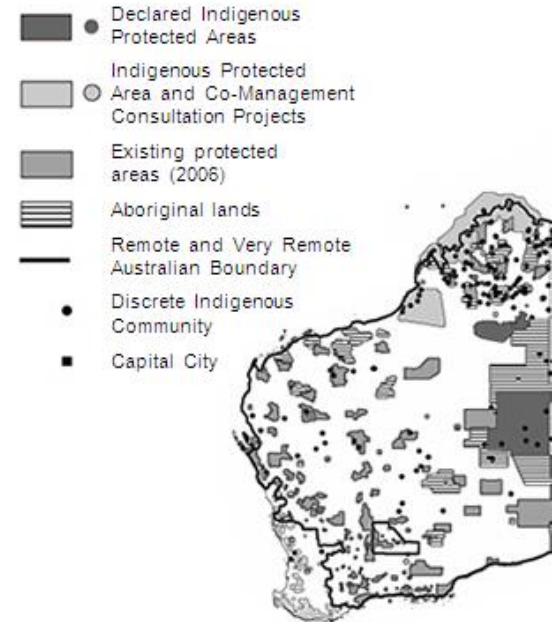 Declared Indigenous
Protected Areas
Indigenous Protected
Area and Co-Management
Consultation Projects
Existing protected
areas (2006)
Aboriginal lands
Remote and Very Remote
Australian Boundary
Discrete Indigenous
Community
Capital City